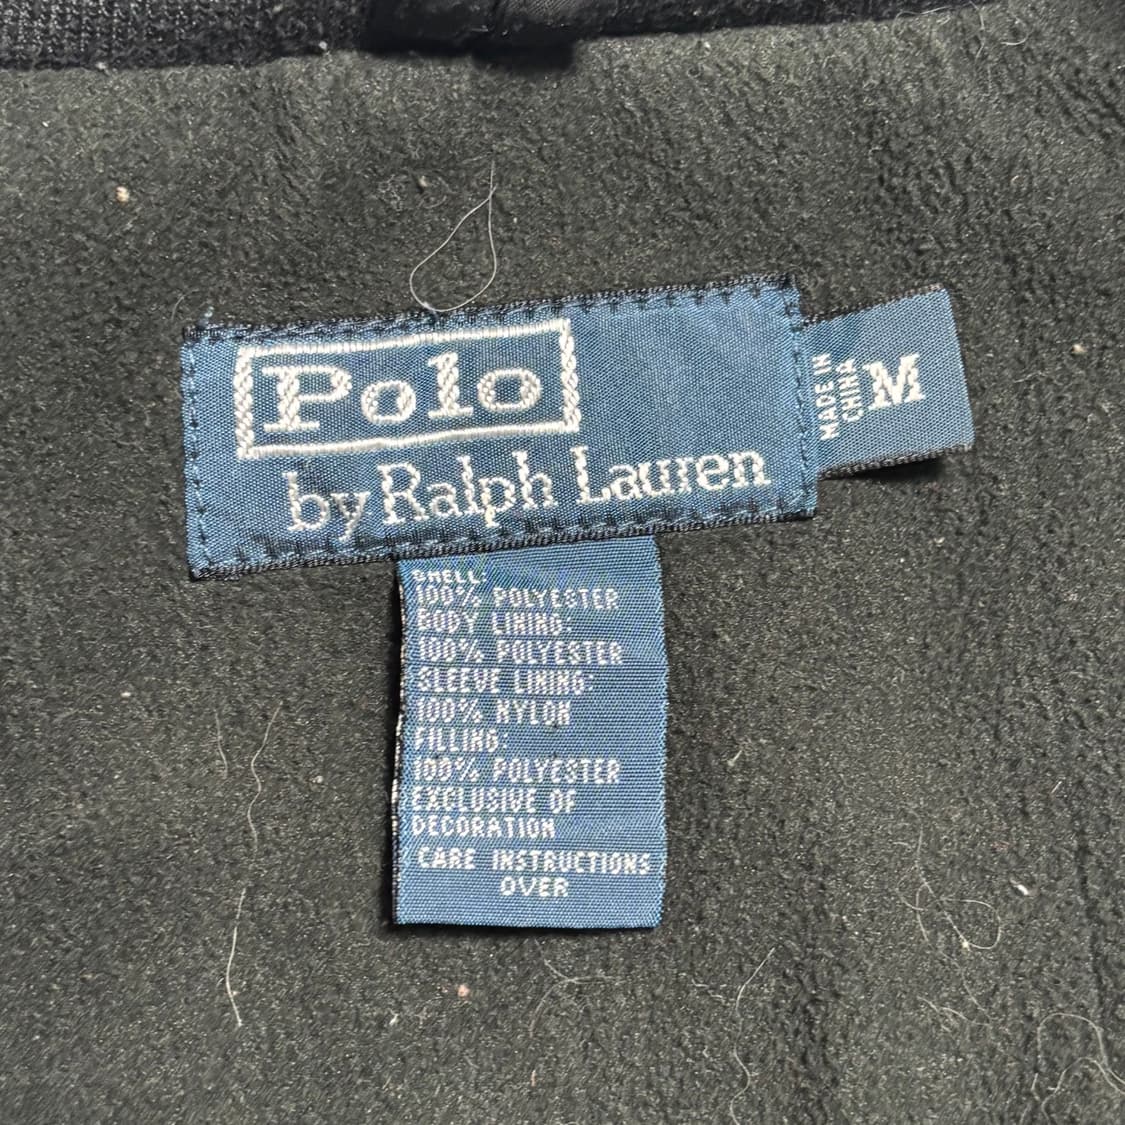 Polo
by Ralph Lauren
MADE IN
CHINA
M
SHELL:
100% POLYESTER
BODY LINING:
100% POLYESTER
SLEEVE LINING:
100% NYLON
FILLING:
100% POLYESTER
EXCLUSIVE OF
DECORATION
CARE INSTRUCTIONS
OVER